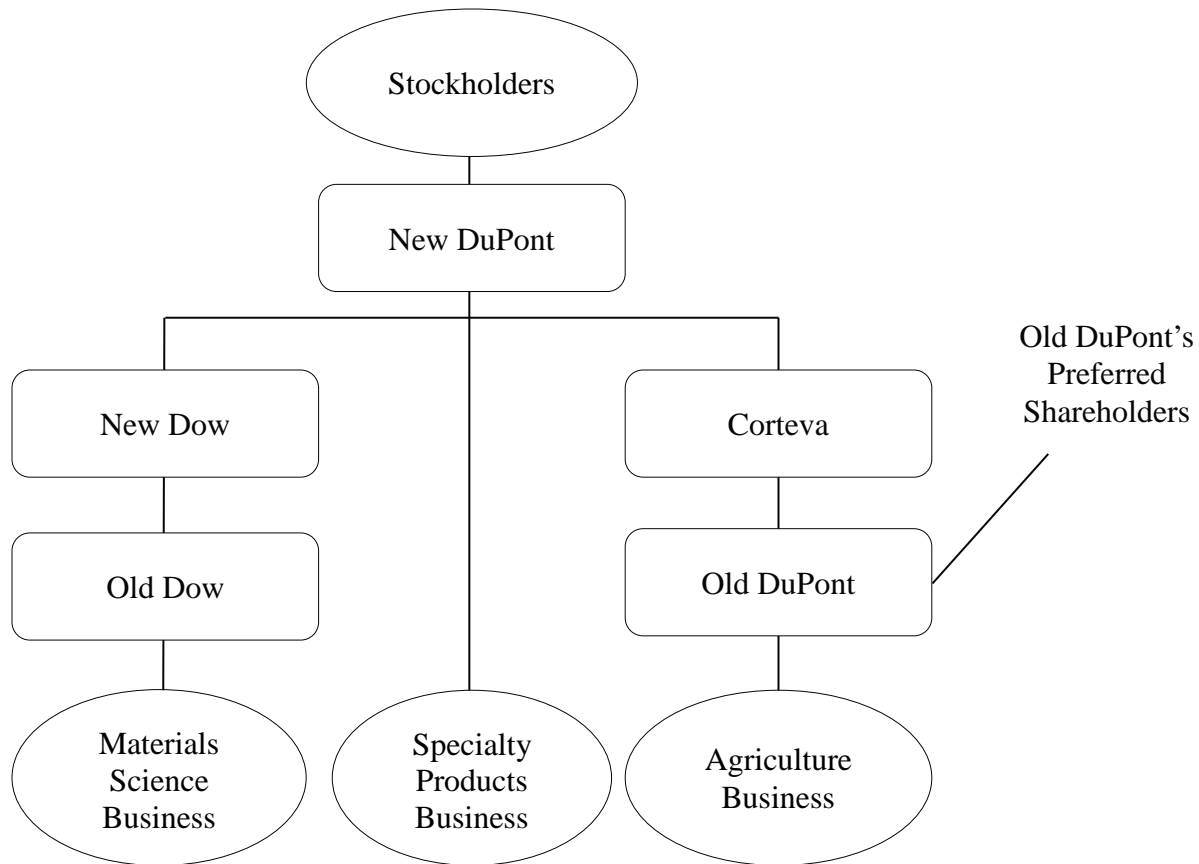 Stockholders
New DuPont
Old DuPont’s
Preferred
Shareholders
New Dow
Corteva
Old Dow
Old DuPont
Materials
Science
Business
Specialty
Products
Business
Agriculture
Business